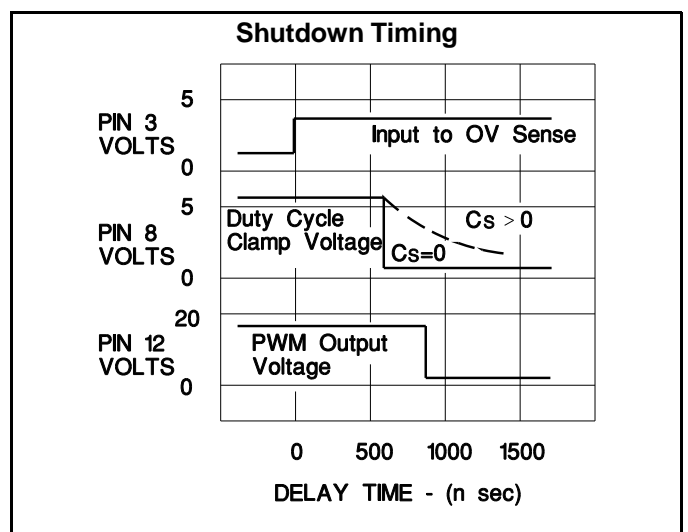 Shutdown Timing
5
PIN 3
VOLTS
0
Input to OV Sense
5
PIN 8
VOLTS
0
Duty Cycle
Clamp Voltage
Cs > 0
Cs=0
20
PIN 12
VOLTS
0
PWM Output
Voltage
0 500 1000 1500
DELAY TIME - (n sec)